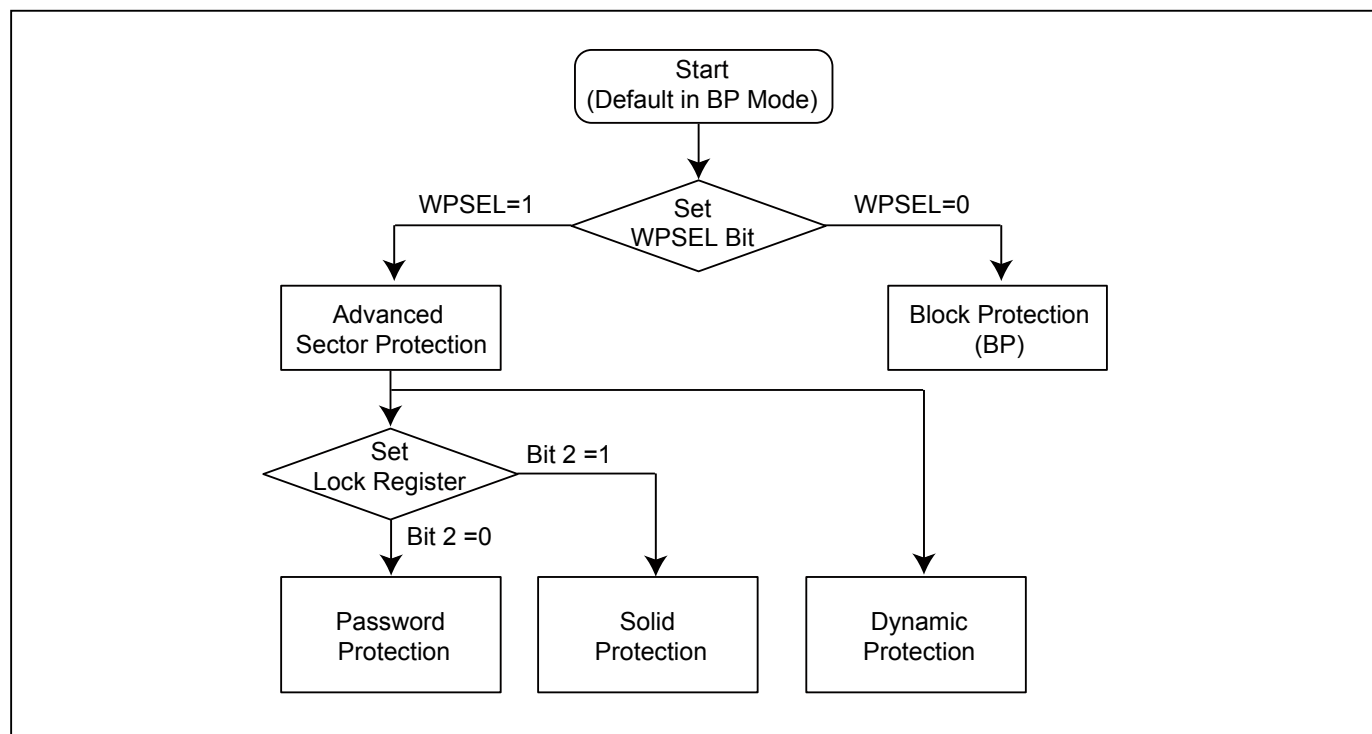 Start
(Default in BP Mode)
WPSEL=1
Set
WPSEL Bit
WPSEL=0
Advanced
Sector Protection
Block Protection
(BP)
Set
Lock Register
Bit 2 =1
Bit 2 =0
Password
Protection
Solid
Protection
Dynamic
Protection